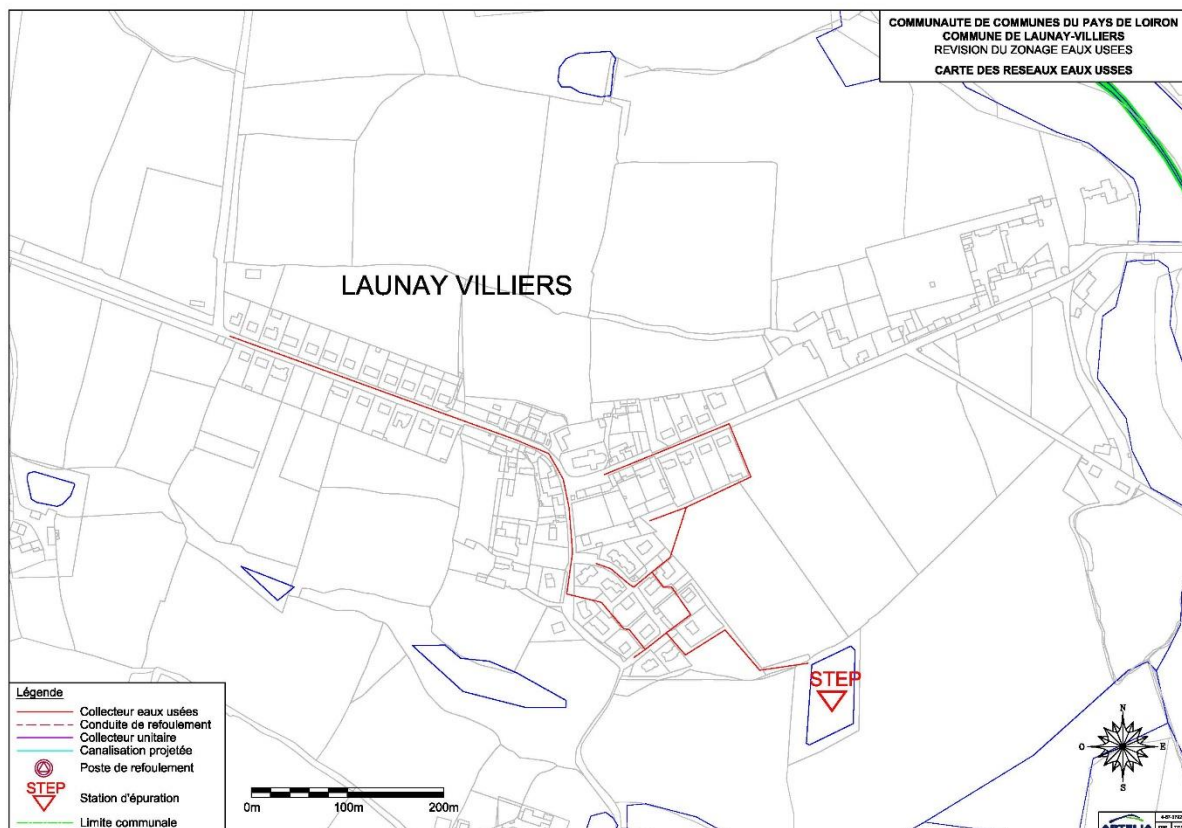 COMMUNAUTE DE COMMUNES DU PAYS DE LOIRON
COMMUNE DE LAUNAY-VILLIERS
REVISION DU ZONAGE EAUX USEES
CARTE DES RESEAUX EAUX USSES
LAUNAY VILLIERS
STEP
Légende
Collecteur eaux usées
Conduite de refoulement
Collecteur unitaire
Canalisation projetée
Poste de refoulement
STEP
Station d'épuration
Limite communale
0m 100m 200m
N
O E
S
ARTELIA